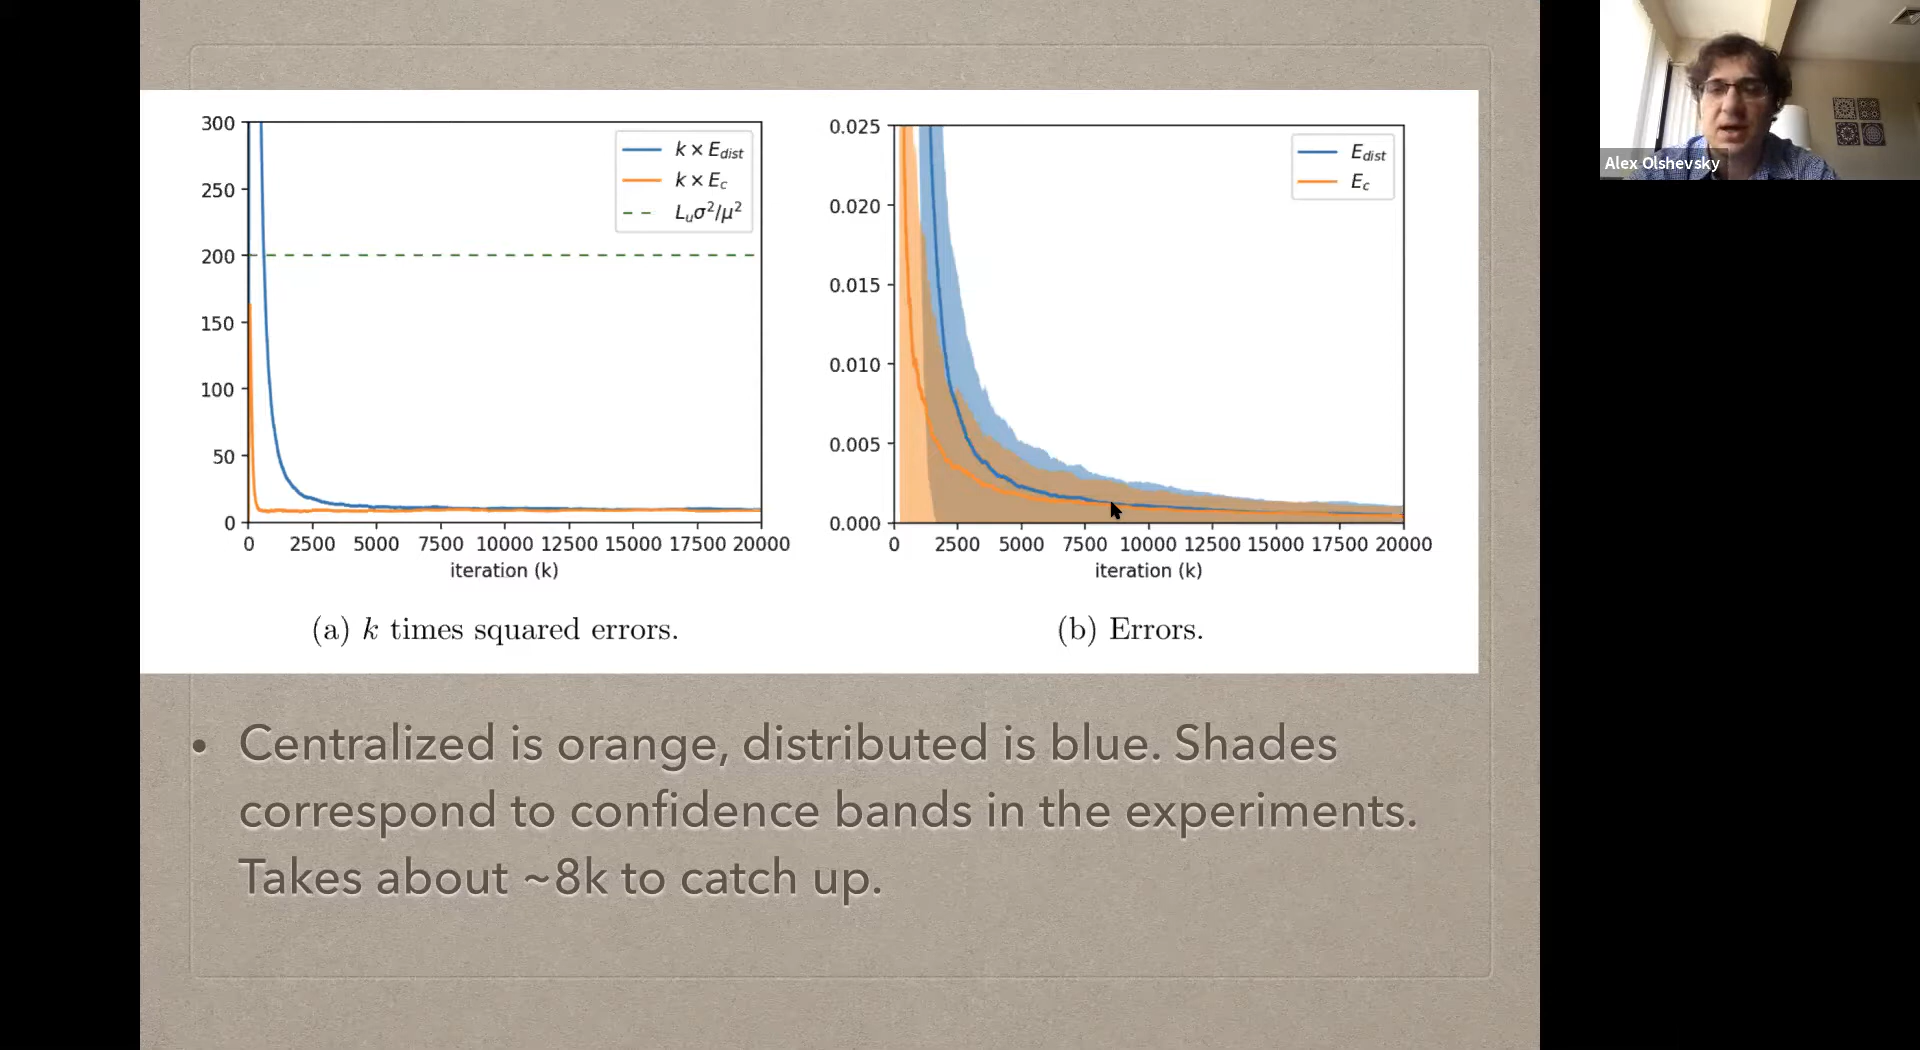 300
250
200
150
100
50
0
0 2500 5000 7500 10000 12500 15000 17500 20000
iteration (k)
k × E_dist
k × E_c
L_uσ²/μ²
(a) k times squared errors.
0.025
0.020
0.015
0.010
0.005
0.000
0 2500 5000 7500 10000 12500 15000 17500 20000
iteration (k)
E_dist
E_c
(b) Errors.
• Centralized is orange, distributed is blue. Shades
correspond to confidence bands in the experiments.
Takes about ~8k to catch up.
Alex Olshevsky